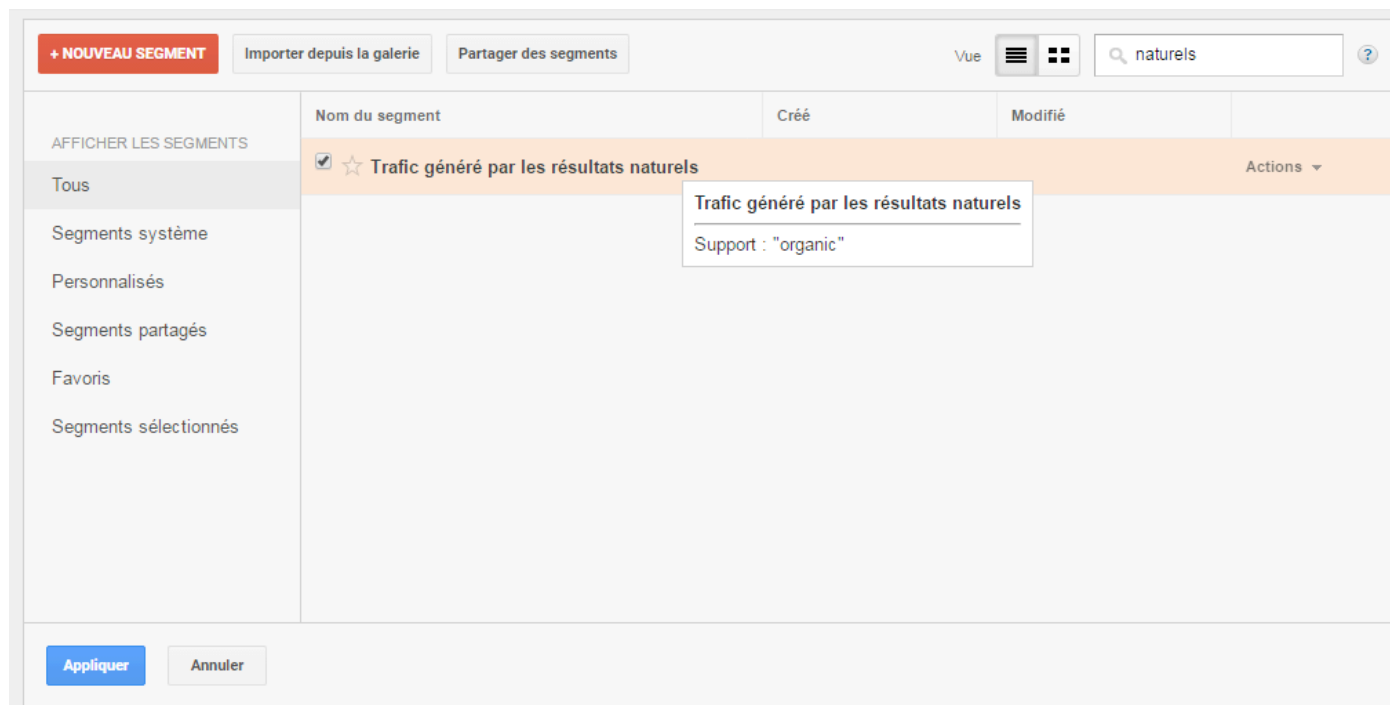 + NOUVEAU SEGMENT Importer depuis la galerie Partager des segments Vue naturels ?
Nom du segment Créé Modifié
AFFICHER LES SEGMENTS
Trafic généré par les résultats naturels Actions
Tous
Trafic généré par les résultats naturels
Segments système
Support : "organic"
Personnalisés
Segments partagés
Favoris
Segments sélectionnés
Appliquer Annuler